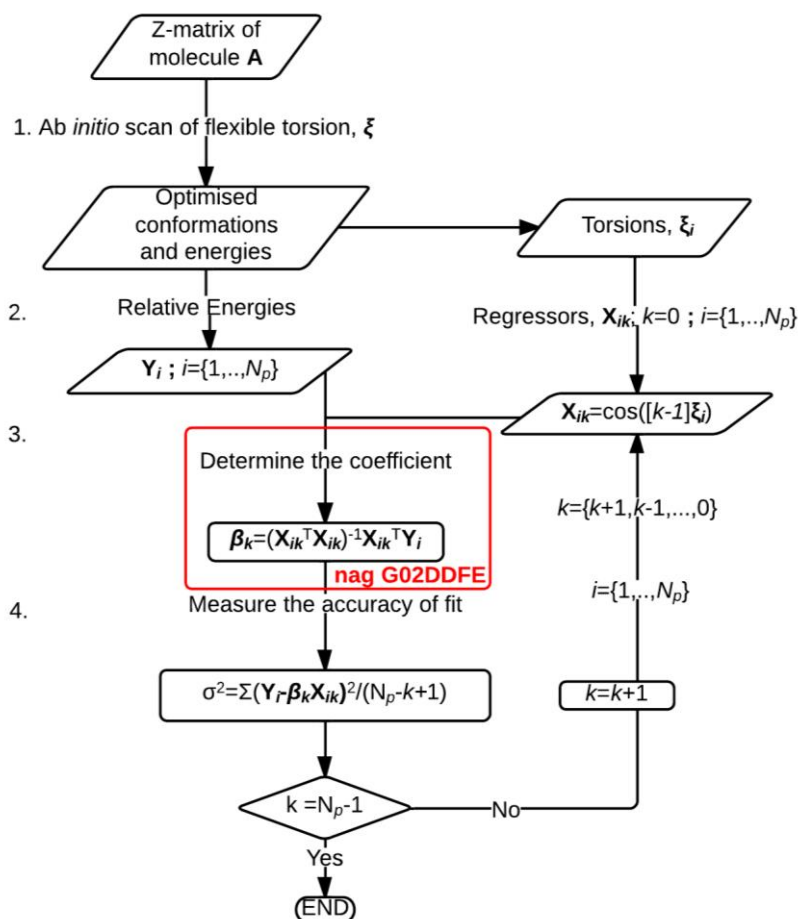 Z-matrix of
molecule A
1. Ab initio scan of flexible torsion, ξ
Optimised
conformations
and energies
Torsions, ξi
2.
Relative Energies
Regressors, Xik; k=0 ; i={1,..,Np}
Yi ; i={1,..,Np}
Xik=cos([k-1]ξi)
3.
Determine the coefficient
k={k+1,k-1,...,0}
βk=(XikᵀXik)⁻¹XikᵀYi
nag G02DDFE
i={1,..,Np}
4.
Measure the accuracy of fit
σ²=Σ(Yi-βkXik)²/(Np-k+1)
k=k+1
k =Np-1
No
Yes
END